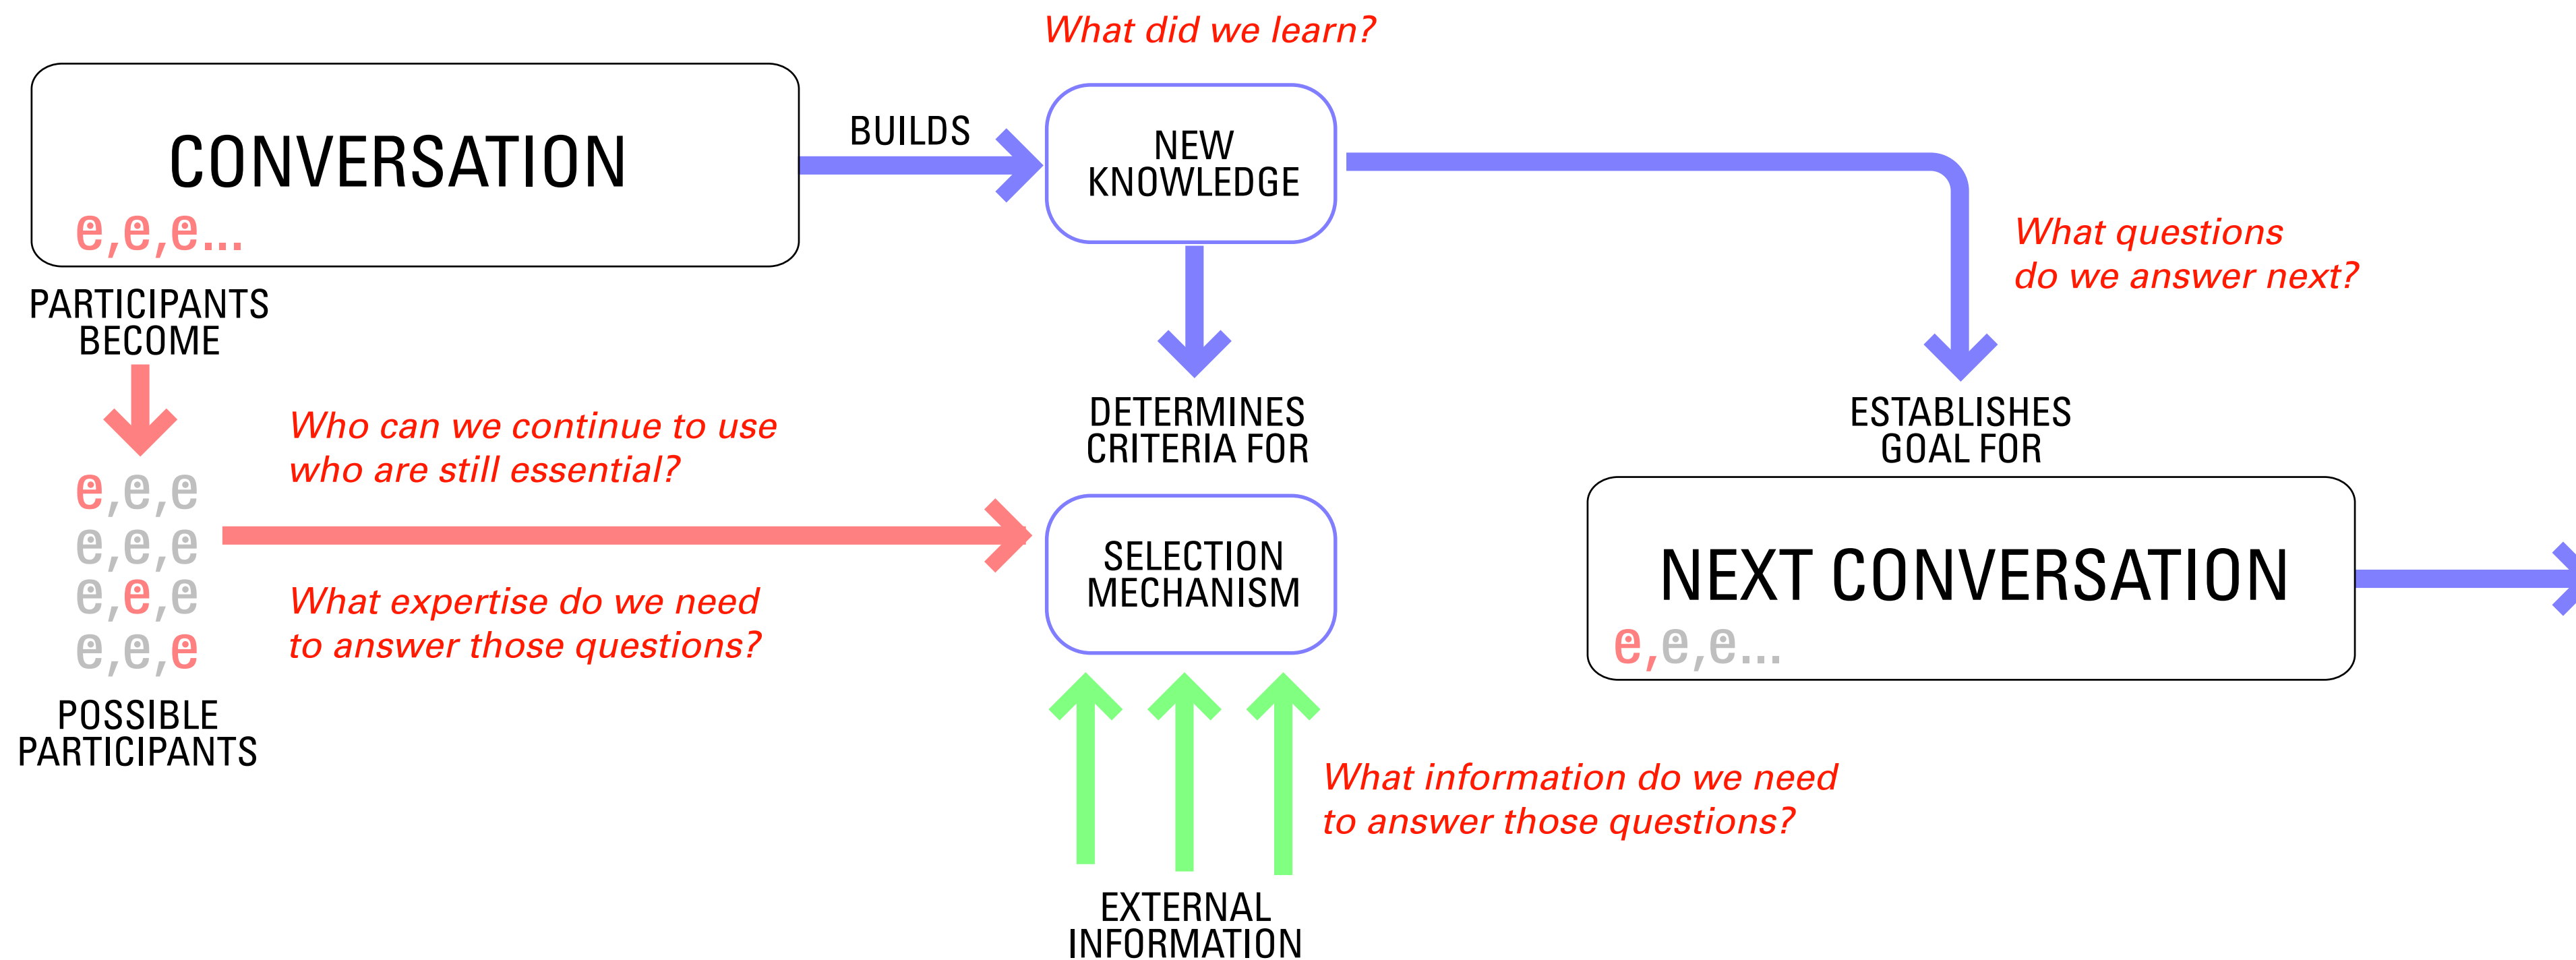 What did we learn?
CONVERSATION
e,e,e...
BUILDS
NEW
KNOWLEDGE
What questions
do we answer next?
PARTICIPANTS
BECOME
Who can we continue to use
who are still essential?
DETERMINES
CRITERIA FOR
ESTABLISHES
GOAL FOR
e,e,e
e,e,e
e,e,e
e,e,e
What expertise do we need
to answer those questions?
SELECTION
MECHANISM
NEXT CONVERSATION
e,e,e...
POSSIBLE
PARTICIPANTS
What information do we need
to answer those questions?
EXTERNAL
INFORMATION